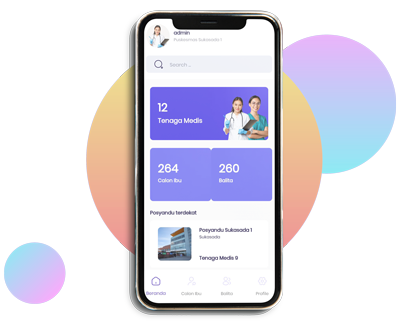 admin
Puskesmas Sukasada 1
Search ...
12
Tenaga Medis
264
Calon Ibu
260
Balita
Posyandu terdekat
Posyandu Sukasada 1
Sukasada
Tenaga Medis 9
Beranda
Calon Ibu
Balita
Profile